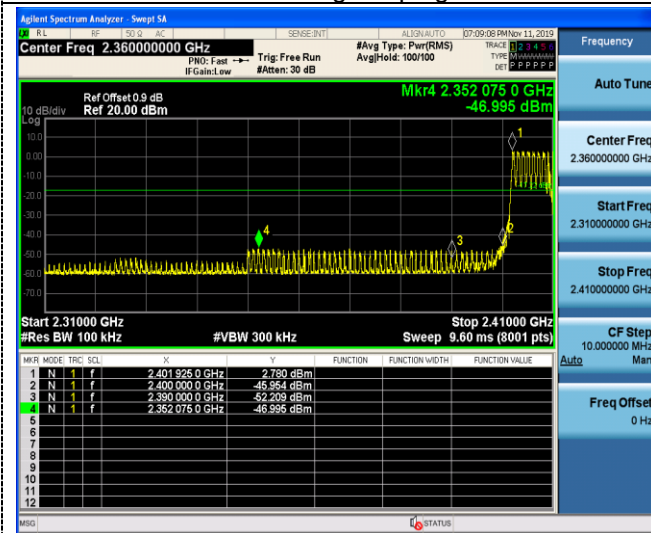 Agilent Spectrum Analyzer - Swept SA
RL RF 50 Ω AC SENSE:INT ALIGNAUTO 07:09:08 PM Nov 11, 2019
Center Freq 2.360000000 GHz
PNO: Fast
IFGain:Low
Trig: Free Run
#Atten: 30 dB
#Avg Type: Pwr(RMS)
Avg|Hold: 100/100
TRACE 1 2 3 4 5 6
TYPE M
DET P P P P P P
Frequency
Auto Tune
Center Freq
2.360000000 GHz
Start Freq
2.310000000 GHz
Stop Freq
2.410000000 GHz
CF Step
10.000000 MHz
Auto Man
Freq Offset
0 Hz
Mkr4 2.352 075 0 GHz
-46.995 dBm
Ref Offset 0.9 dB
10 dB/div Ref 20.00 dBm
Log
10.0
0.00
-10.0
-20.0
-30.0
-40.0
-50.0
-60.0
-70.0
1
2
3
4
Start 2.31000 GHz Stop 2.41000 GHz
#Res BW 100 kHz #VBW 300 kHz Sweep 9.60 ms (8001 pts)
MKR MODE TRC SCL X Y FUNCTION FUNCTION WIDTH FUNCTION VALUE
1 N 1 f 2.401 925 0 GHz 2.780 dBm
2 N 1 f 2.400 000 0 GHz -45.954 dBm
3 N 1 f 2.390 000 0 GHz -52.209 dBm
4 N 1 f 2.352 075 0 GHz -46.995 dBm
5
6
7
8
9
10
11
12
MSG STATUS